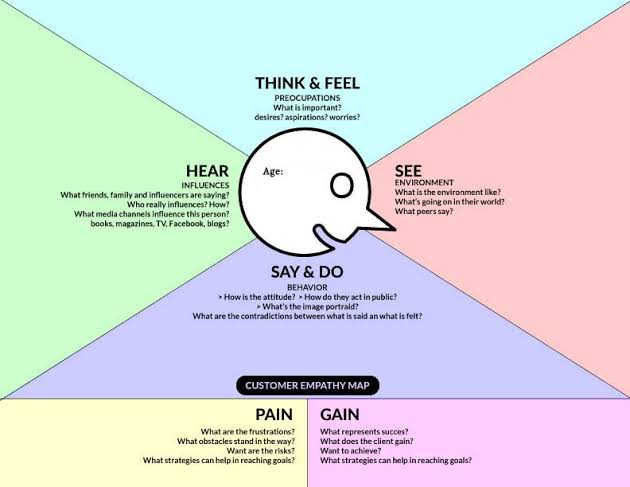 THINK & FEEL
PREOCUPATIONS
What is important?
desires? aspirations? worries?
HEAR
INFLUENCES
What friends, family and influencers are saying?
Who really influences? How?
What media channels influence this person?
books, magazines, TV, Facebook, blogs?
Age:
SEE
ENVIRONMENT
What is the environment like?
What's going on in their world?
What peers say?
SAY & DO
BEHAVIOR
> How is the attitude? > How do they act in public?
> What's the image portraid?
What are the contradictions between what is said an what is felt?
CUSTOMER EMPATHY MAP
PAIN
What are the frustrations?
What obstacles stand in the way?
Want are the risks?
What strategies can help in reaching goals?
GAIN
What represents succes?
What does the client gain?
Want to achieve?
What strategies can help in reaching goals?